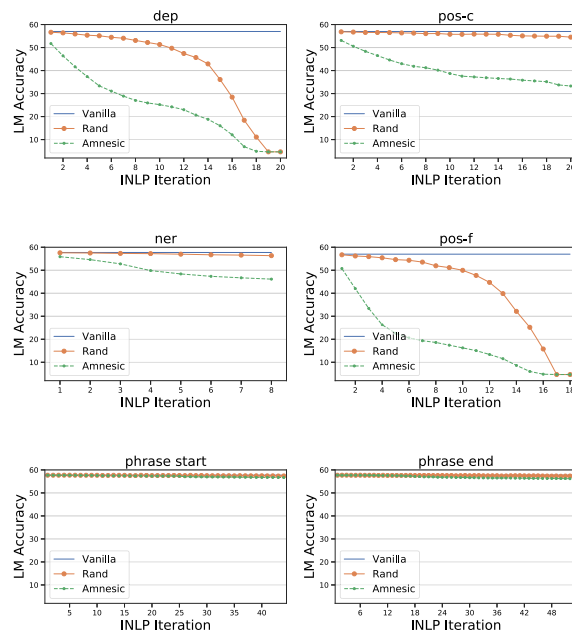 dep
LM Accuracy
60
50
40
30
20
10
Vanilla
Rand
Amnesic
2 4 6 8 10 12 14 16 18 20
INLP Iteration
pos-c
LM Accuracy
60
50
40
30
20
10
Vanilla
Rand
Amnesic
2 4 6 8 10 12 14 16 18 20
INLP Iteration
ner
LM Accuracy
60
50
40
30
20
10
Vanilla
Rand
Amnesic
1 2 3 4 5 6 7 8
INLP Iteration
pos-f
LM Accuracy
60
50
40
30
20
10
Vanilla
Rand
Amnesic
2 4 6 8 10 12 14 16 18
INLP Iteration
phrase start
LM Accuracy
60
50
40
30
20
10
Vanilla
Rand
Amnesic
5 10 15 20 25 30 35 40
INLP Iteration
phrase end
LM Accuracy
60
50
40
30
20
10
Vanilla
Rand
Amnesic
6 12 18 24 30 36 42 48
INLP Iteration